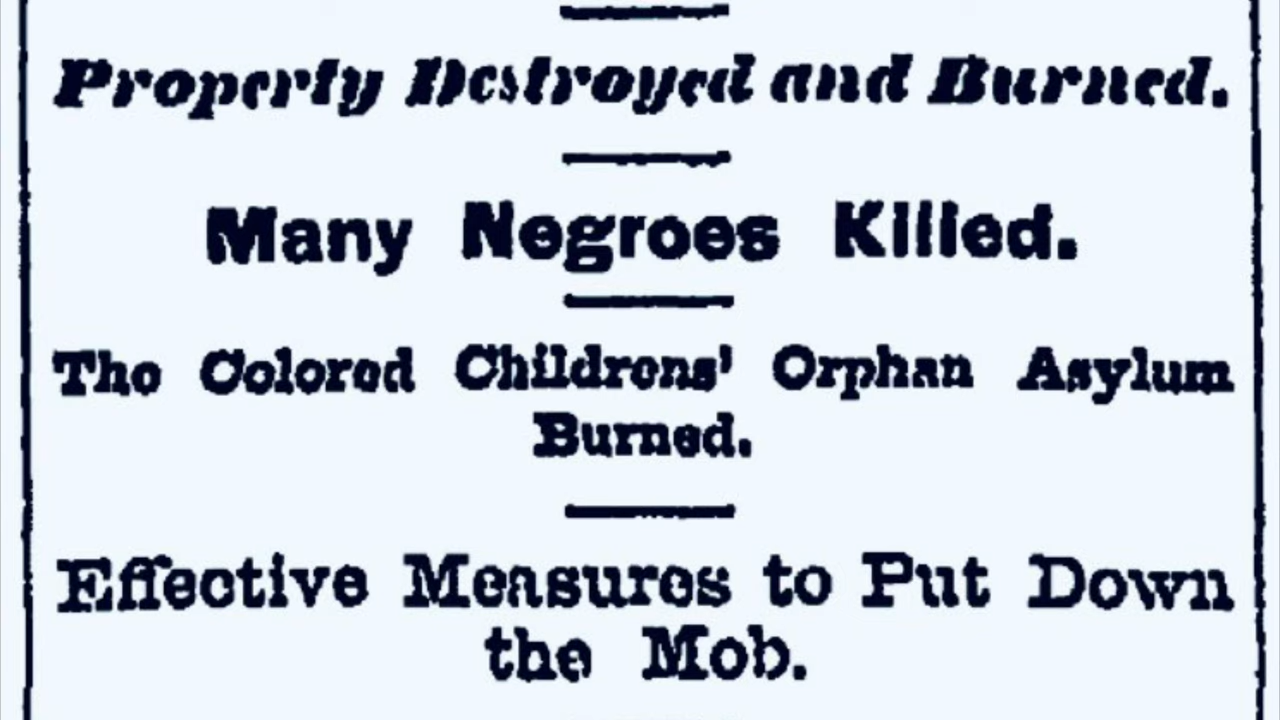 Property Destroyed and Burned.
Many Negroes Killed.
The Colored Childrens' Orphan Asylum
Burned.
Effective Measures to Put Down
the Mob.